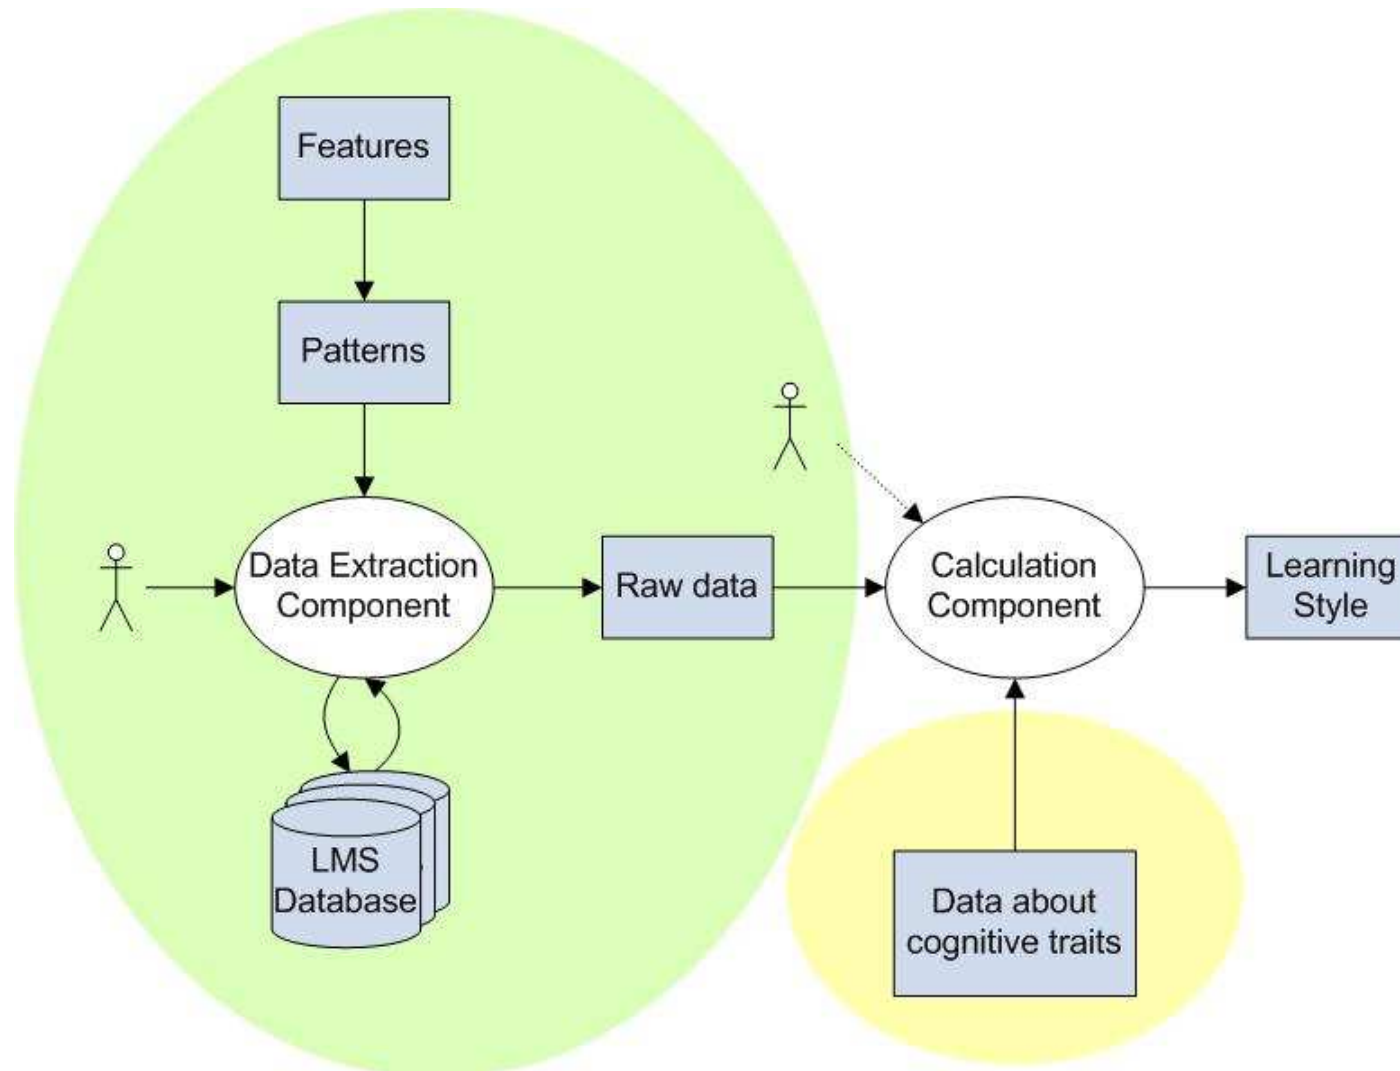 Features
Patterns
Data Extraction
Component
Raw data
Calculation
Component
Learning
Style
LMS
Database
Data about
cognitive traits